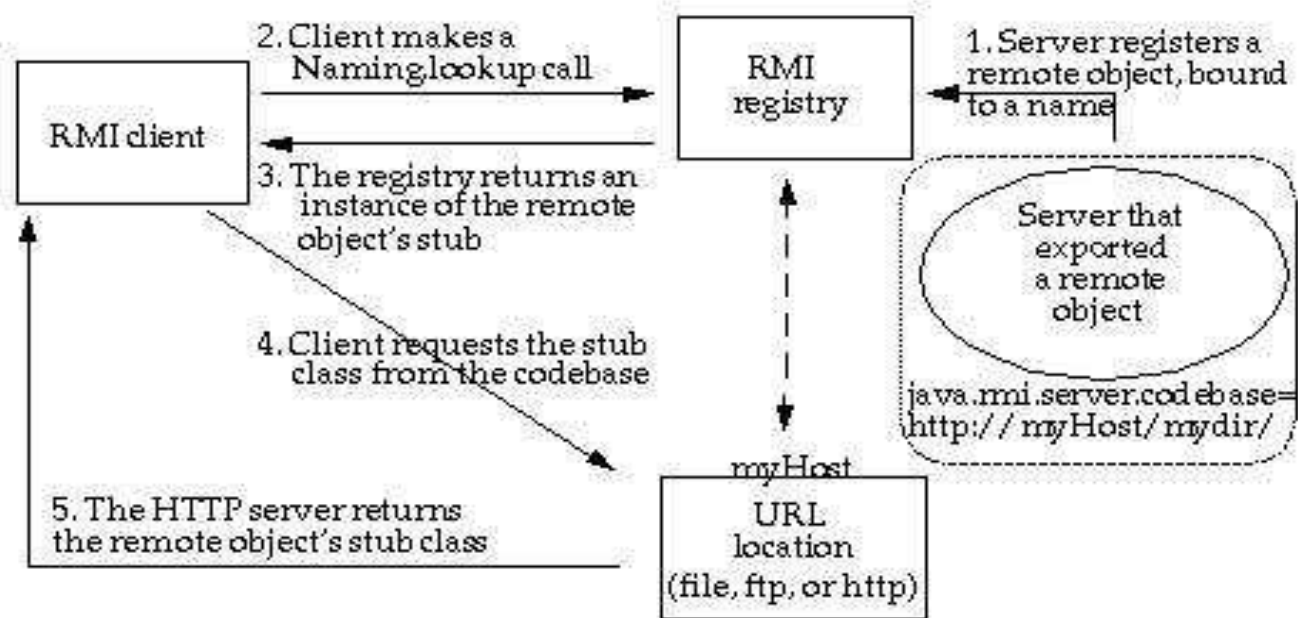 2. Client makes a
Naming.lookup call
RMI
registry
1. Server registers a
remote object, bound
to a name
RMI client
3. The registry returns an
instance of the remote
object's stub
Server that
exported
a remote
object
4. Client requests the stub
class from the codebase
java.rmi.server.codebase=
http://myHost/mydir/
myHost
URL
location
(file, ftp, or http)
5. The HTTP server returns
the remote object's stub class